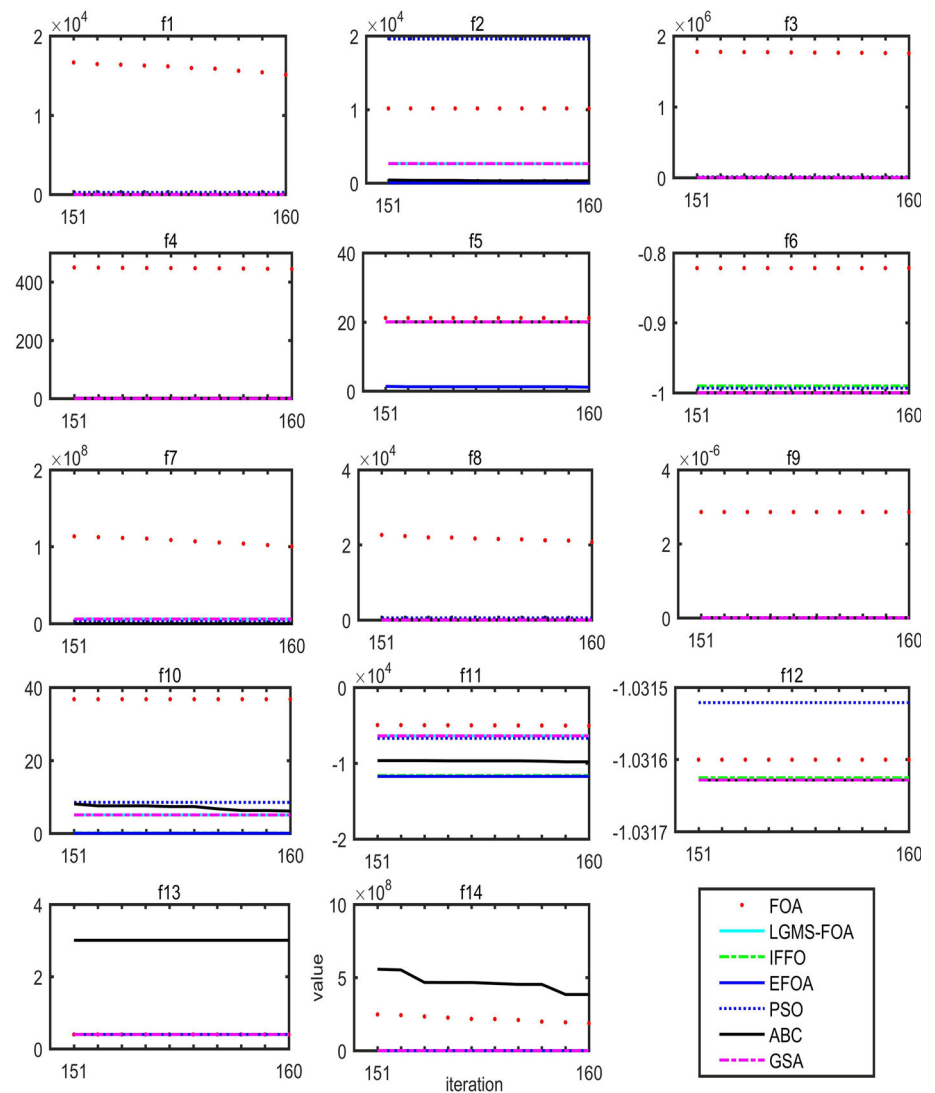 ×10^4 f1
2
1
0
151 160
×10^4 f2
2
1
0
151 160
×10^6 f3
2
1
0
151 160
f4
400
200
0
151 160
f5
40
20
0
151 160
f6
-0.8
-0.9
-1
151 160
×10^8 f7
2
1
0
151 160
×10^4 f8
4
2
0
151 160
×10^-6 f9
4
2
0
151 160
f10
40
20
0
151 160
×10^4 f11
0
-1
-2
151 160
f12
-1.0315
-1.0316
-1.0317
151 160
f13
4
2
0
151 160
×10^8 f14
10
5
0
value
151 160
iteration
FOA
LGMS-FOA
IFFO
EFOA
PSO
ABC
GSA